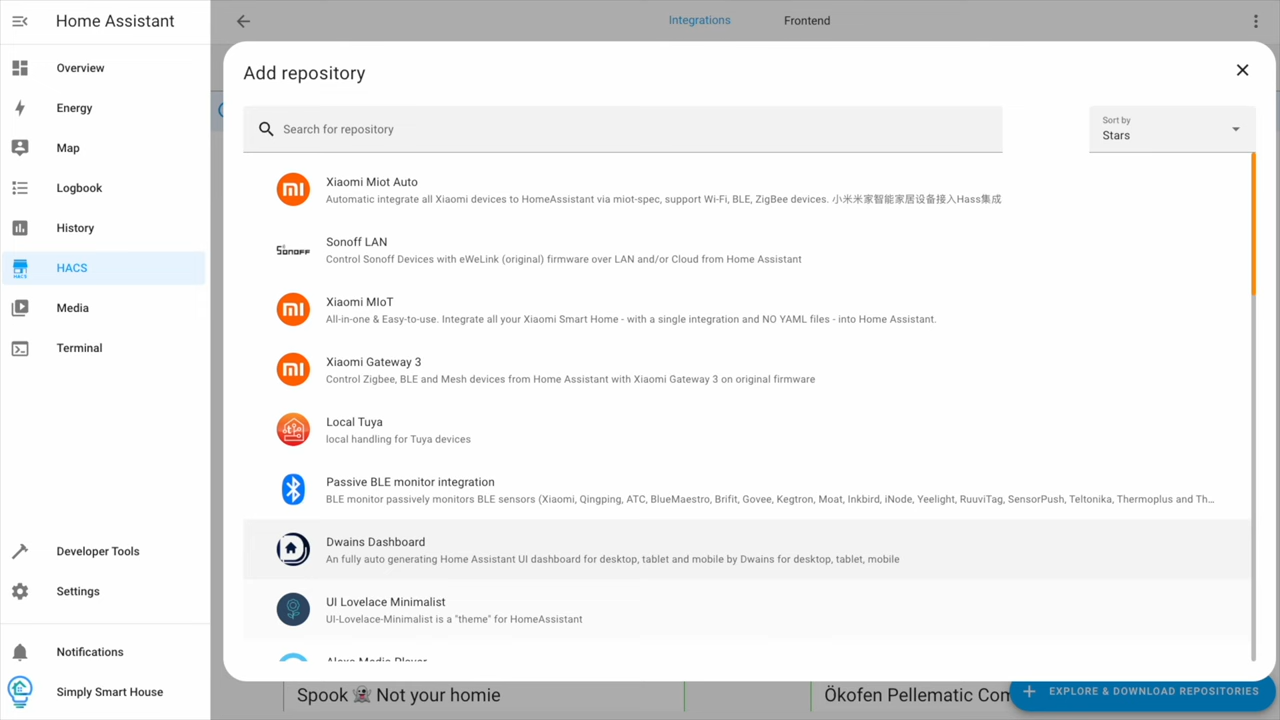 Home Assistant
Integrations
Frontend
Overview
Energy
Map
Logbook
History
HACS
HACS
Media
Terminal
Developer Tools
Settings
Notifications
Simply Smart House
Add repository
Search for repository
Sort by
Stars
Xiaomi Miot Auto
Automatic integrate all Xiaomi devices to HomeAssistant via miot-spec, support Wi-Fi, BLE, ZigBee devices. 小米米家智能家居设备接入Hass集成
SONOFF
Sonoff LAN
Control Sonoff Devices with eWeLink (original) firmware over LAN and/or Cloud from Home Assistant
Xiaomi MIoT
All-in-one & Easy-to-use. Integrate all your Xiaomi Smart Home - with a single integration and NO YAML files - into Home Assistant.
Xiaomi Gateway 3
Control Zigbee, BLE and Mesh devices from Home Assistant with Xiaomi Gateway 3 on original firmware
Local Tuya
local handling for Tuya devices
Passive BLE monitor integration
BLE monitor passively monitors BLE sensors (Xiaomi, Qingping, ATC, BlueMaestro, Brifit, Govee, Kegtron, Moat, Inkbird, iNode, Yeelight, RuuviTag, SensorPush, Teltonika, Thermoplus and Th...
Dwains Dashboard
An fully auto generating Home Assistant UI dashboard for desktop, tablet and mobile by Dwains for desktop, tablet, mobile
UI Lovelace Minimalist
UI-Lovelace-Minimalist is a "theme" for HomeAssistant
Alexa Media Player
Spook 👻 Not your homie
Ökofen Pellematic Com
EXPLORE & DOWNLOAD REPOSITORIES